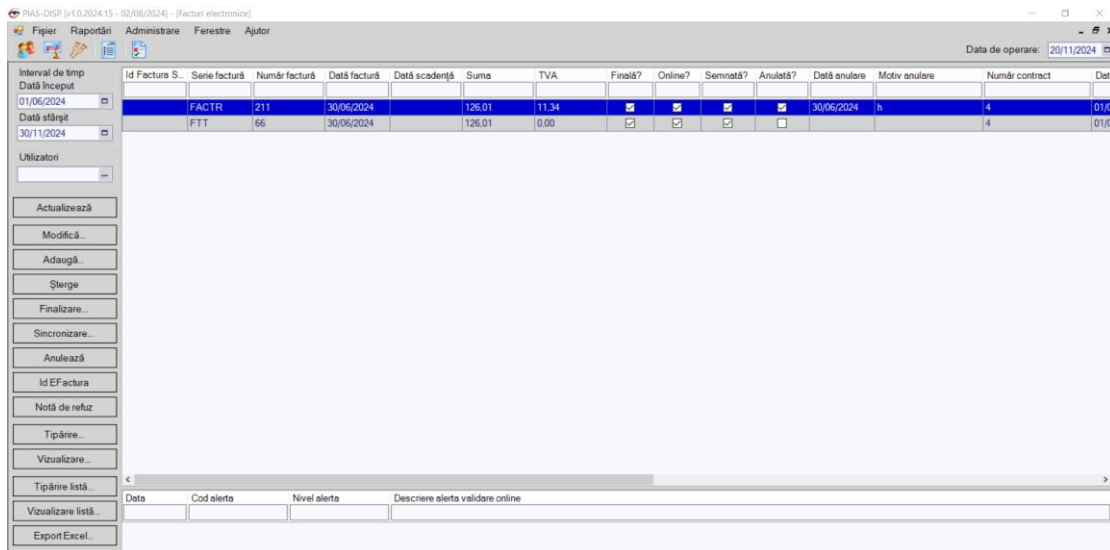 PIAS-DISP [v1.0.2024.15 - 02/08/2024] - [Facturi electronice]
Fişier Raportări Administrare Ferestre Ajutor
Data de operare: 20/11/2024
Interval de timp
Dată început
01/06/2024
Dată sfârşit
30/11/2024
Utilizatori
...
Actualizează
Modifică...
Adaugă...
Şterge
Finalizare...
Sincronizare...
Anulează
Id EFactura
Notă de refuz
Tipărire...
Vizualizare...
Tipărire listă...
Vizualizare listă...
Export Excel...
Id Factura S... Serie factură Număr factură Dată factură Dată scadenţă Suma TVA Finală? Online? Semnată? Anulată? Dată anulare Motiv anulare Număr contract Dat
FACTR 211 30/06/2024 126,01 11,34 30/06/2024 h 4 01/0
FTT 66 30/06/2024 126,01 0,00 4 01/0
Data Cod alerta Nivel alerta Descriere alerta validare online